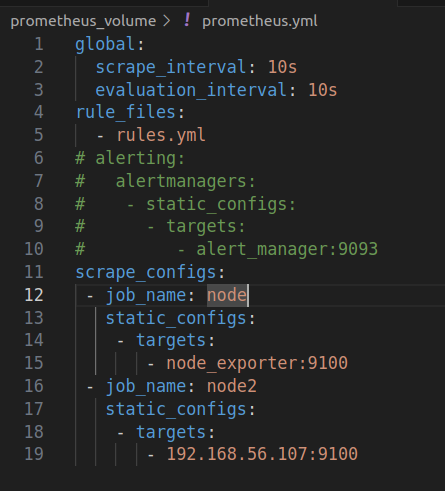 prometheus_volume > ! prometheus.yml
1 global:
2   scrape_interval: 10s
3   evaluation_interval: 10s
4 rule_files:
5   - rules.yml
6 # alerting:
7 #   alertmanagers:
8 #    - static_configs:
9 #      - targets:
10 #         - alert_manager:9093
11 scrape_configs:
12  - job_name: node
13    static_configs:
14     - targets:
15        - node_exporter:9100
16  - job_name: node2
17    static_configs:
18     - targets:
19        - 192.168.56.107:9100